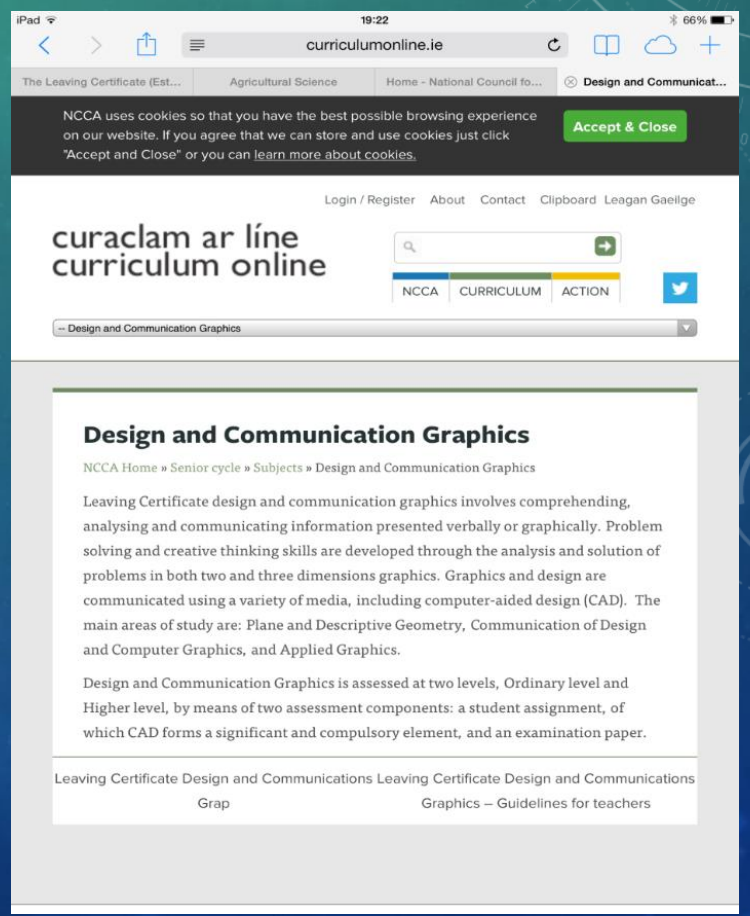 iPad 19:22 66%
curriculumonline.ie
The Leaving Certificate (Est... Agricultural Science Home - National Council fo... Design and Communicat...
NCCA uses cookies so that you have the best possible browsing experience
on our website. If you agree that we can store and use cookies just click
"Accept and Close" or you can learn more about cookies.
Accept & Close
Login / Register About Contact Clipboard Leagan Gaeilge
curaclam ar líne
curriculum online
NCCA CURRICULUM ACTION
-- Design and Communication Graphics
Design and Communication Graphics
NCCA Home » Senior cycle » Subjects » Design and Communication Graphics
Leaving Certificate design and communication graphics involves comprehending,
analysing and communicating information presented verbally or graphically. Problem
solving and creative thinking skills are developed through the analysis and solution of
problems in both two and three dimensions graphics. Graphics and design are
communicated using a variety of media, including computer-aided design (CAD). The
main areas of study are: Plane and Descriptive Geometry, Communication of Design
and Computer Graphics, and Applied Graphics.
Design and Communication Graphics is assessed at two levels, Ordinary level and
Higher level, by means of two assessment components: a student assignment, of
which CAD forms a significant and compulsory element, and an examination paper.
Leaving Certificate Design and Communications Leaving Certificate Design and Communications
Grap Graphics – Guidelines for teachers